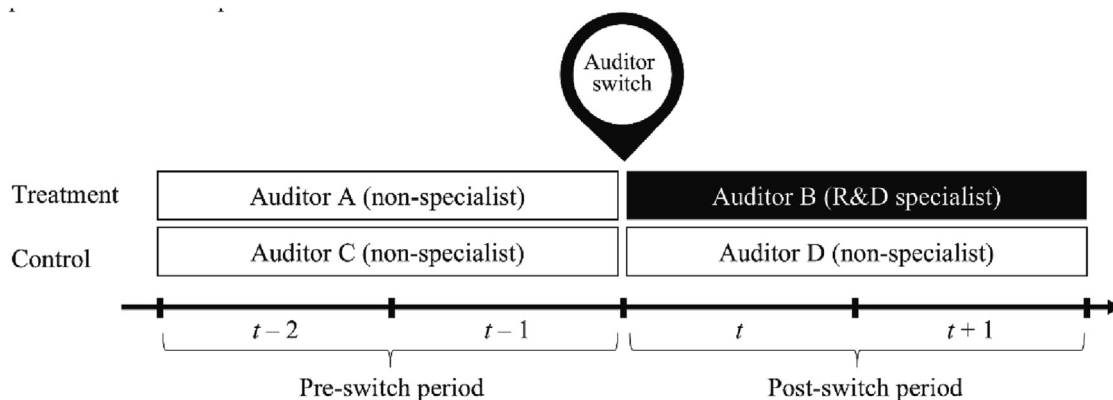 Auditor
switch
Treatment Auditor A (non-specialist) Auditor B (R&D specialist)
Control Auditor C (non-specialist) Auditor D (non-specialist)
t – 2 t – 1 t t + 1
Pre-switch period Post-switch period